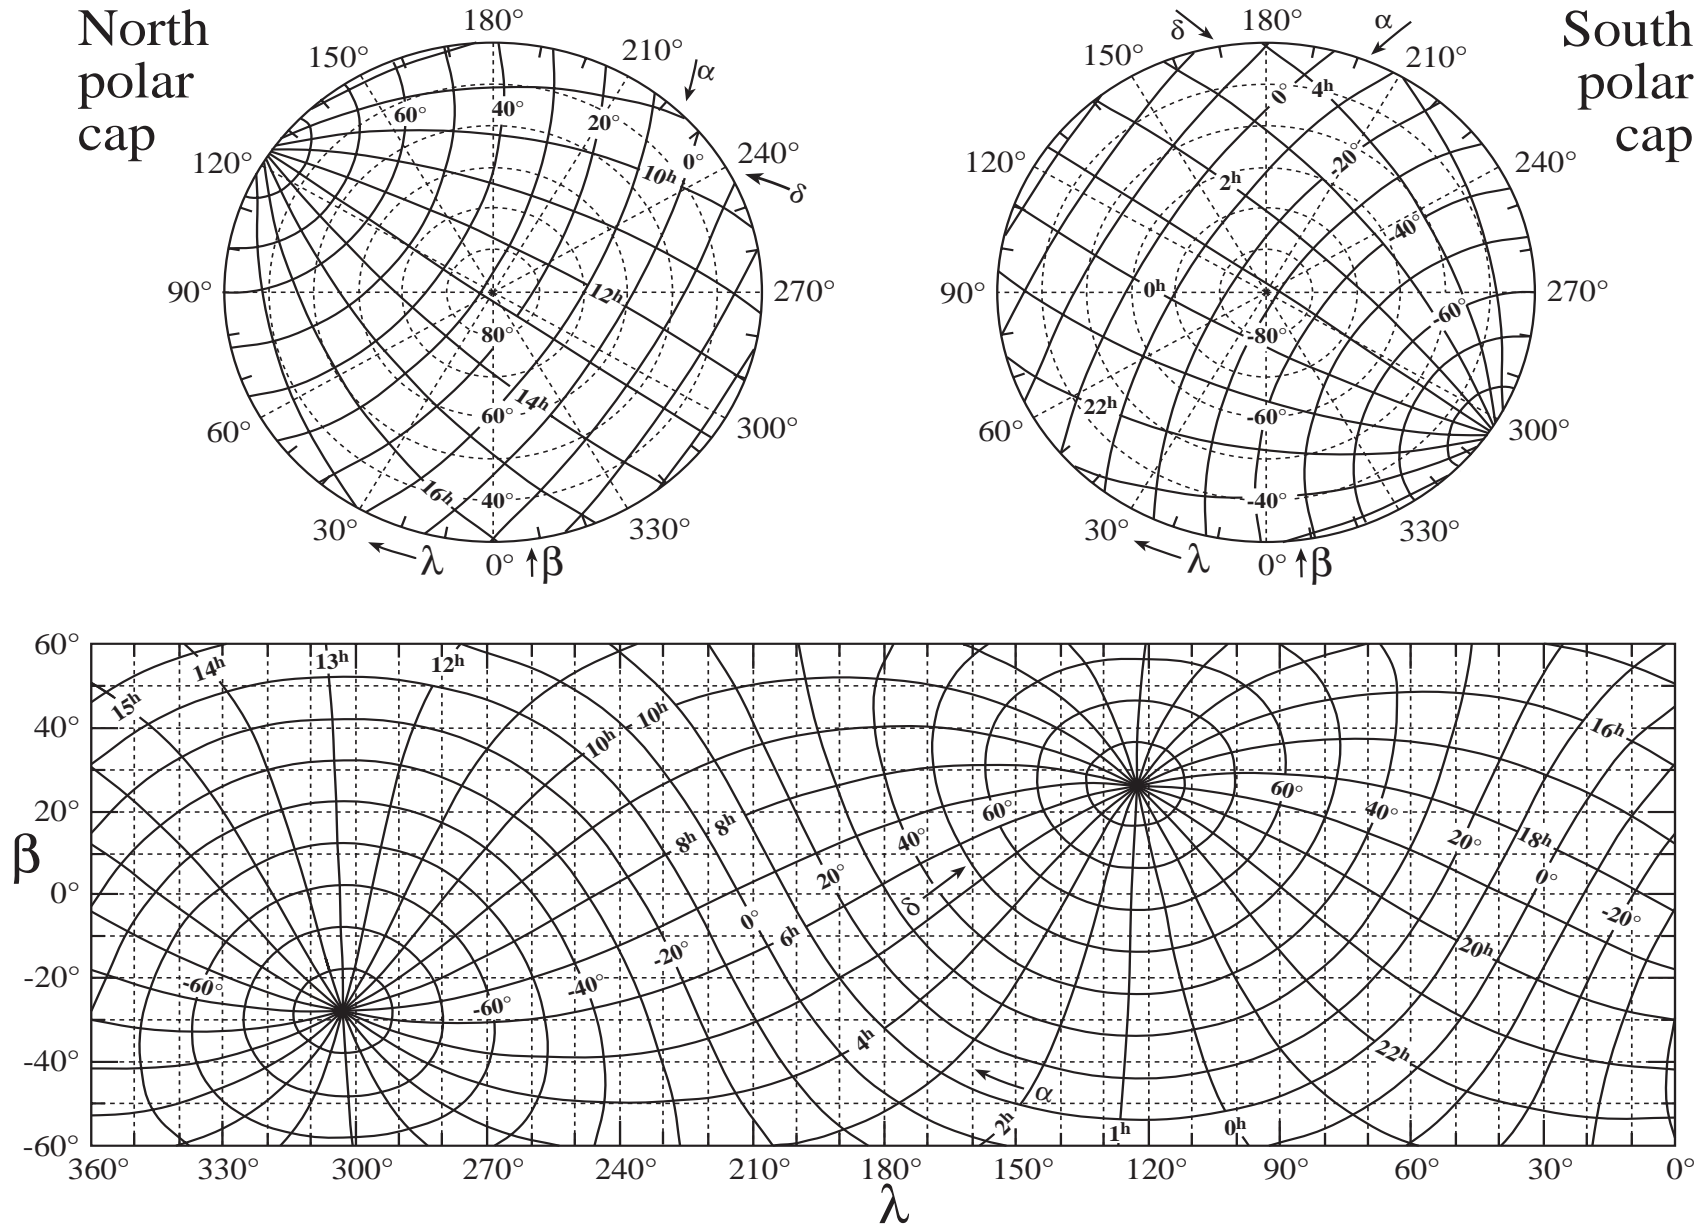 North
polar
cap
180°
150°
210°
α
120°
240°
δ
90°
270°
60°
300°
30°
330°
λ
0°
β
60°
40°
20°
0°
10h
12h
80°
14h
60°
16h
40°
South
polar
cap
δ
180°
α
150°
210°
120°
240°
90°
270°
60°
300°
30°
330°
λ
0°
β
0°
4h
-20°
2h
-40°
0h
-60°
-80°
22h
-60°
-40°
60°
40°
20°
0°
-20°
-40°
-60°
β
15h
14h
13h
12h
10h
10h
8h
8h
6h
4h
2h
1h
0h
22h
20h
18h
16h
-60°
-60°
-40°
-20°
0°
20°
40°
60°
δ
α
60°
40°
20°
0°
-20°
360°
330°
300°
270°
240°
210°
180°
150°
120°
90°
60°
30°
0°
λ